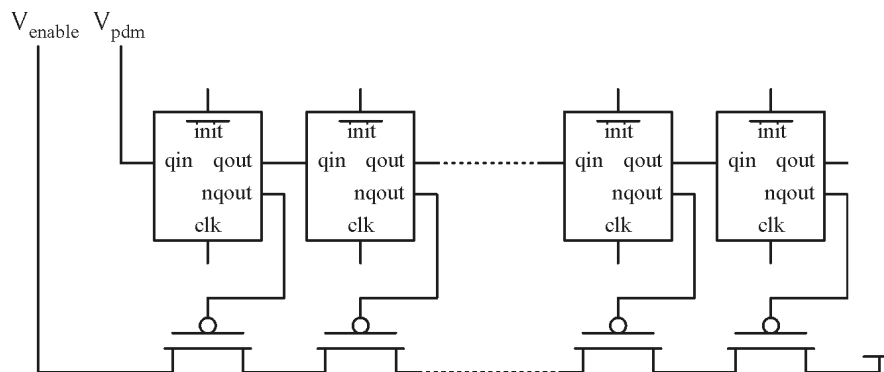 V_enable V_pdm
init init init init
qin qout qin qout qin qout qin qout
nqout nqout nqout nqout
clk clk clk clk